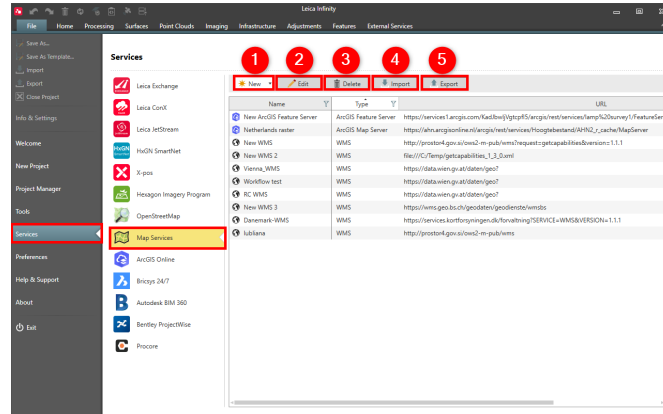 Leica Infinity
File Home Processing Surfaces Point Clouds Imaging Infrastructure Adjustments Features External Services
Save As...
Save As Template...
Import
Export
Close Project
Info & Settings
Welcome
New Project
Project Manager
Tools
Services
Preferences
Help & Support
About
Exit
Services
Leica Exchange
Leica ConX
Leica JetStream
HxGN
HxGN SmartNet
X-pos
Hexagon Imagery Program
OpenStreetMap
Map Services
ArcGIS Online
Bricsys 24/7
Autodesk BIM 360
Bentley ProjectWise
Procore
1 2 3 4 5
New Edit Delete Import Export
Name Type URL
New ArcGIS Feature Server ArcGIS Feature Server https://services1.arcgis.com/
Netherlands raster ArcGIS Map Server https://ahn.arcgisonline.nl/arcgis/rest/services/Hoogtebestand/AHN2_r_cache/MapServer
New WMS WMS http://prostor4.gov.si/ows2-m-pub/wms?request=getcapabilities&version=1.1.1
New WMS 2 WMS file:///C:/Temp/getcapabilities_1_3_0.xml
Vienna_WMS WMS https://data.wien.gv.at/daten/geo?
Workflow test WMS https://data.wien.gv.at/daten/geo?
RC WMS WMS https://data.wien.gv.at/daten/geo?
New WMS 3 WMS https://wms.geo.bs.ch/geodaten/geodienste/wmsbs
Danemark-WMS WMS https://services.kortforsyningen.dk/forvaltning?SERVICE=WMS&VERSION=1.1.1
lubliana WMS http://prostor4.gov.si/ows2-m-pub/wms